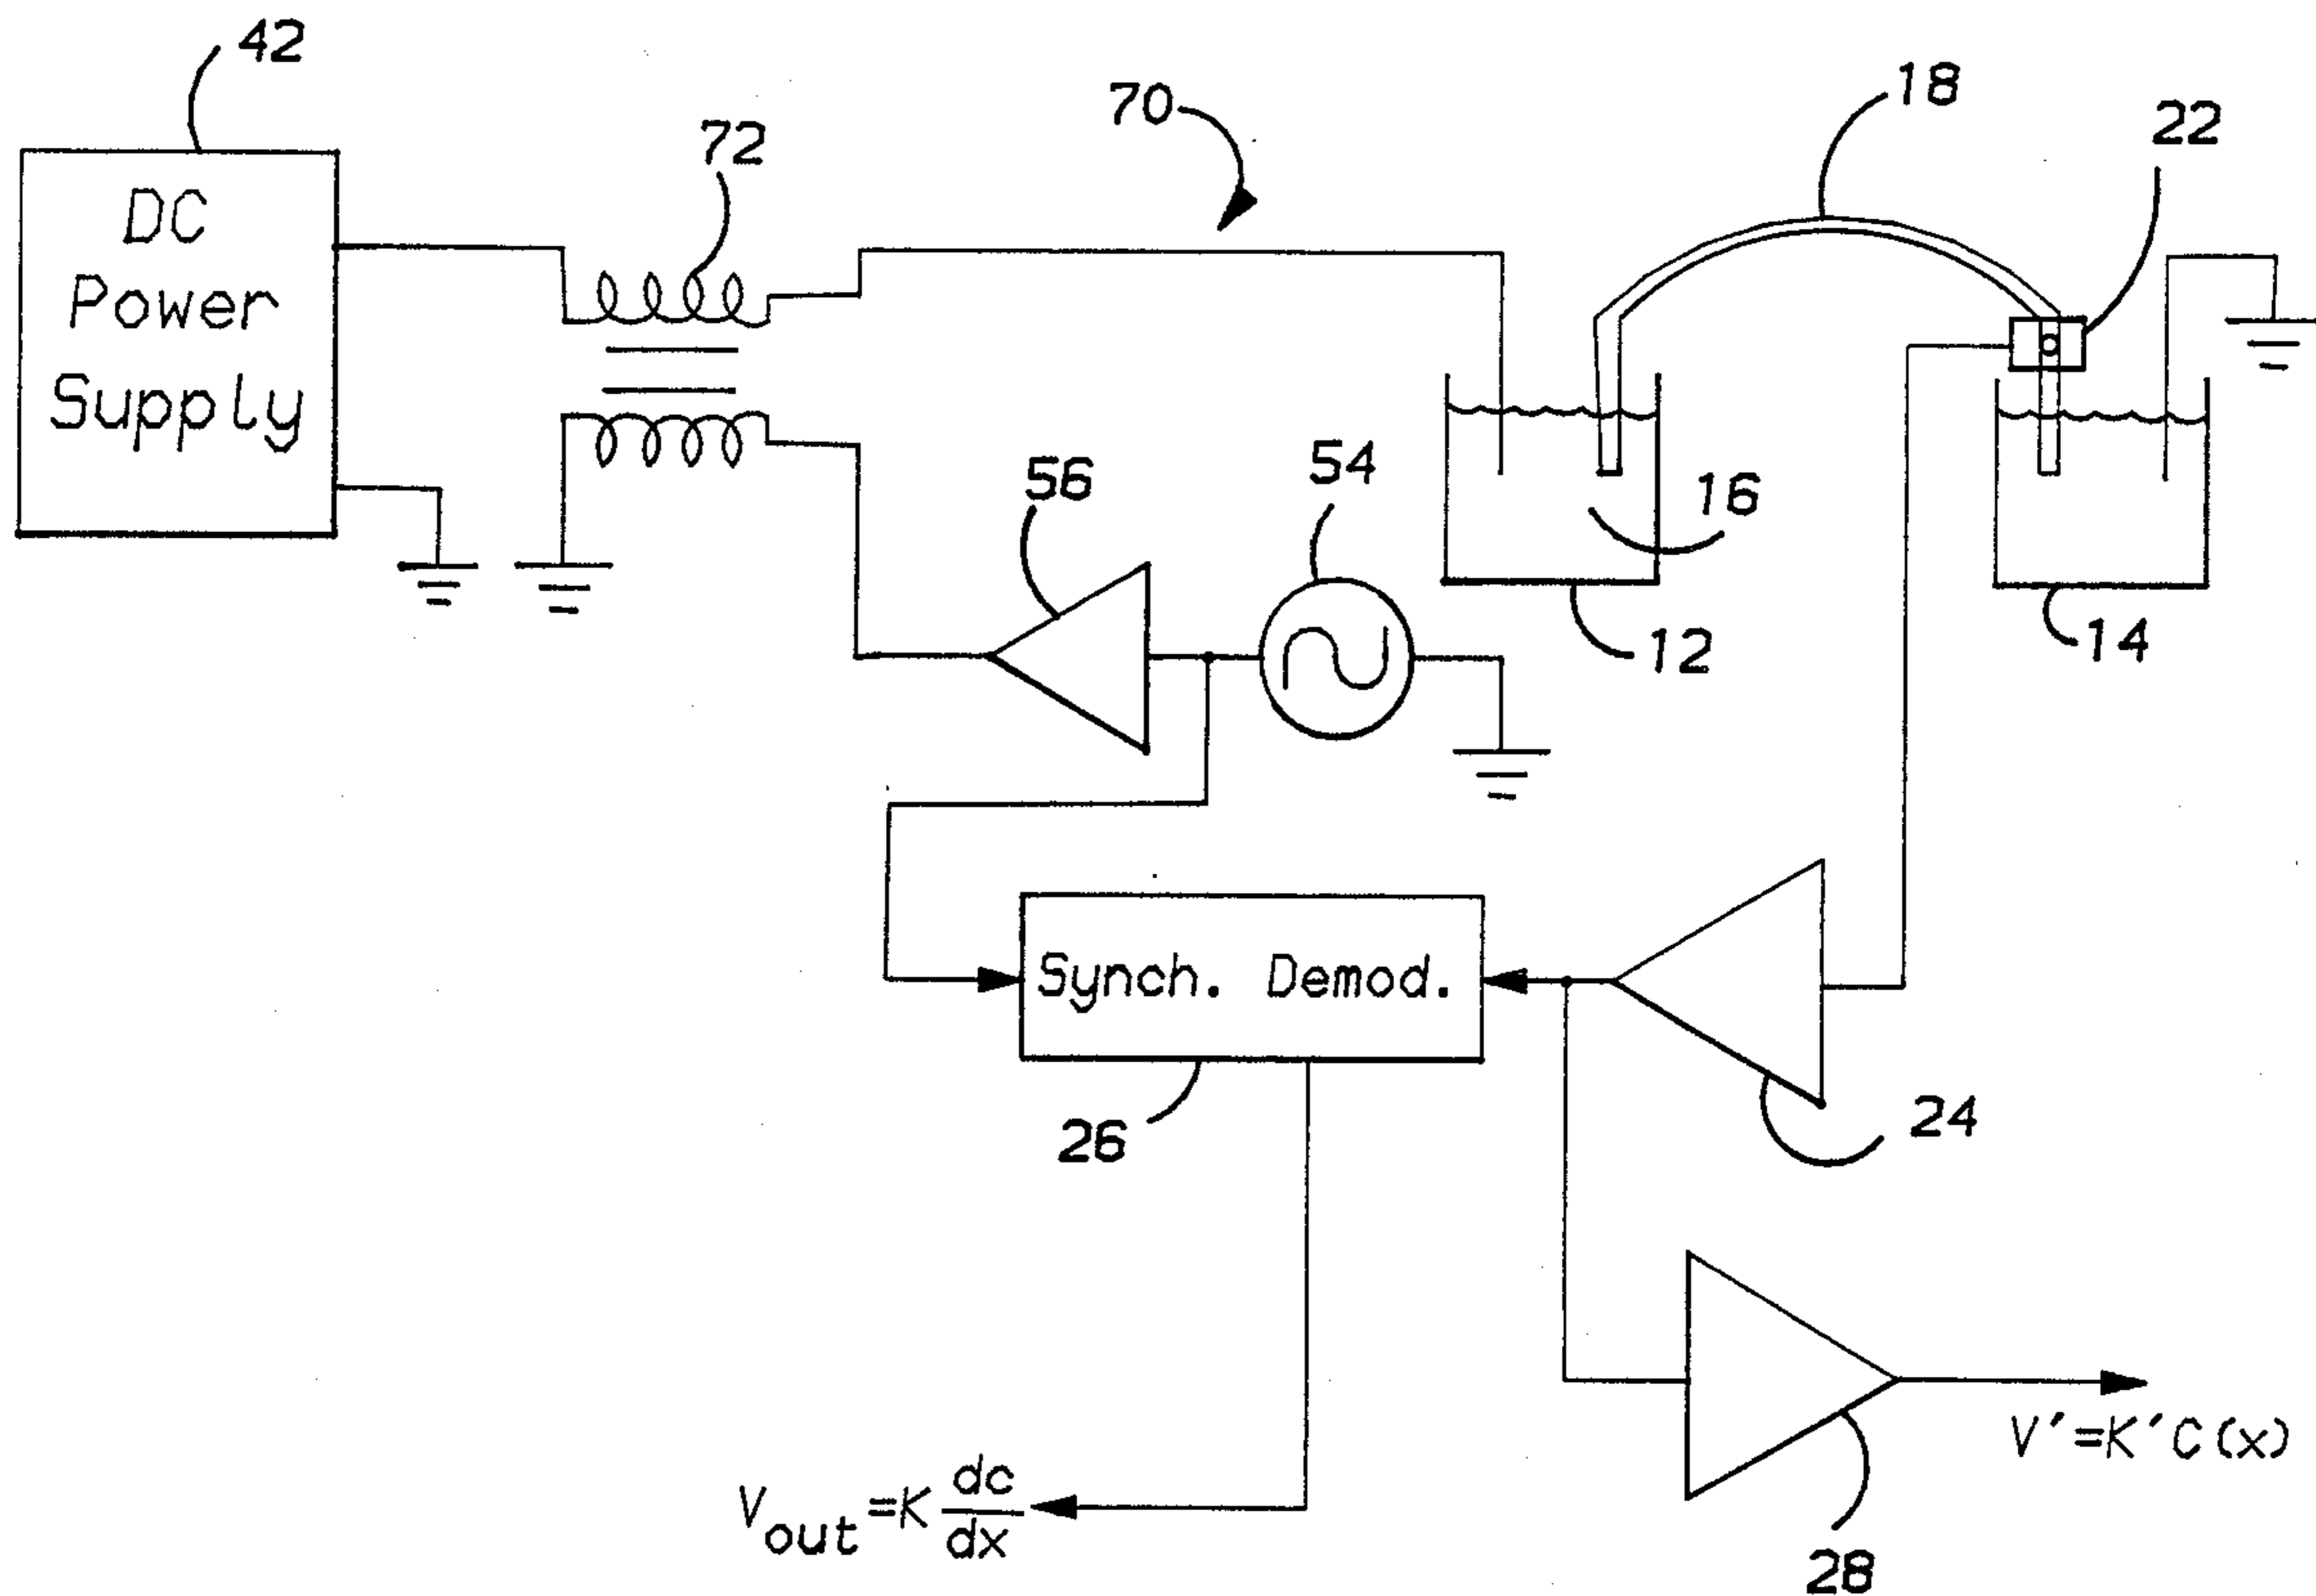 42
18
72
70
22
DC
Power
Supply
56
54
16
12
14
Synch. Demod.
26
24
V'=K'C(x)
V_out=K dc/dx
28